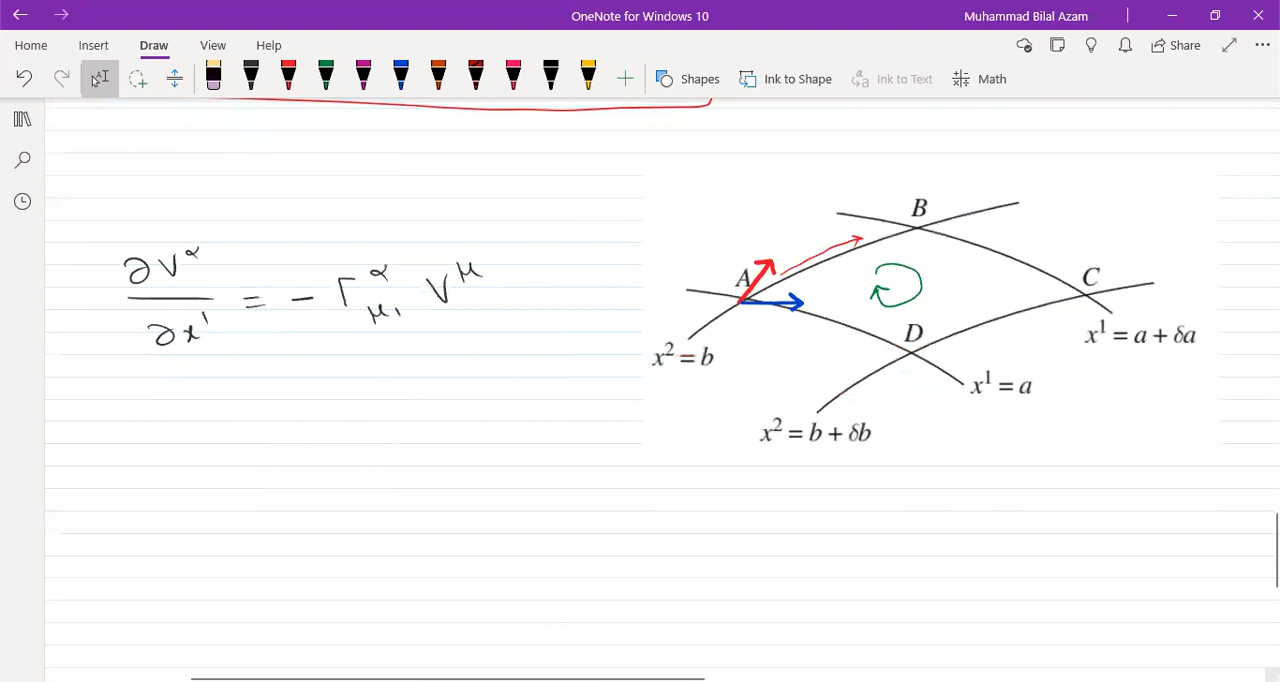 OneNote for Windows 10
Muhammad Bilal Azam
Home Insert Draw View Help
Share
Shapes Ink to Shape Ink to Text Math
∂V^α / ∂x^1 = - Γ^α_μ1 V^μ
B
A
C
D
x^2 = b
x^1 = a + δa
x^1 = a
x^2 = b + δb